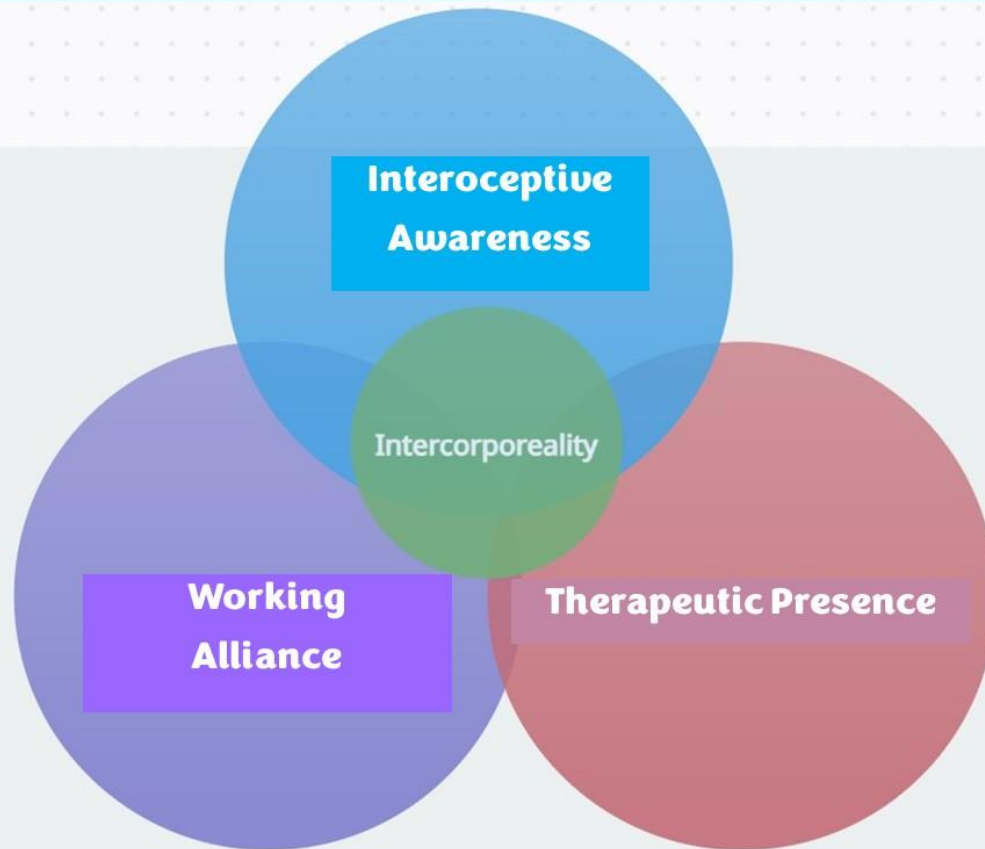 Interoceptive
Awareness
Intercorporeality
Working
Alliance
Therapeutic Presence